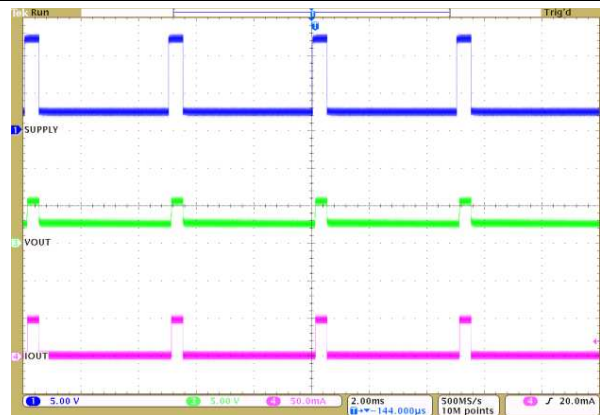 Tek Run Trig'd
T
T
1 SUPPLY
3 VOUT
4 IOUT
1 5.00 V 3 5.00 V 4 50.0mA 2.00ms 500MS/s 4 20.0mA
T -144.000µs 10M points